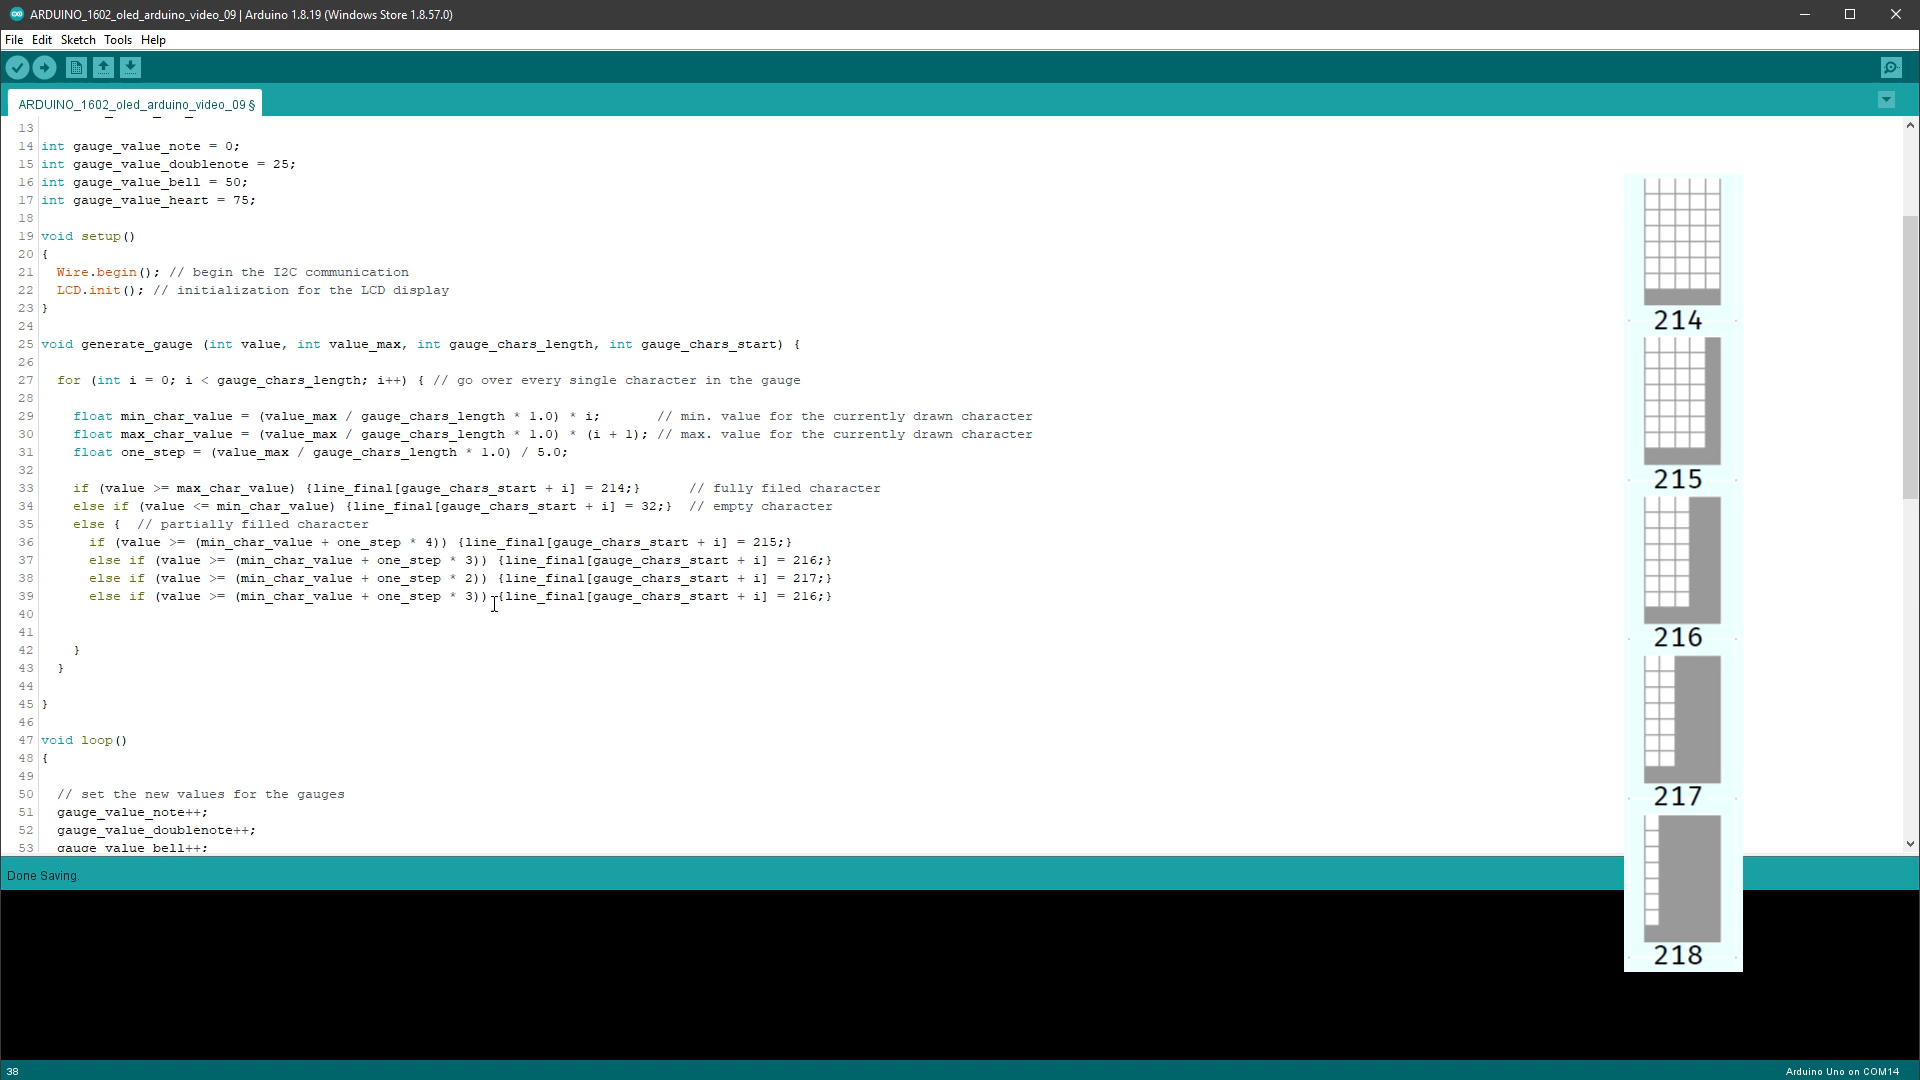 ARDUINO_1602_oled_arduino_video_09 | Arduino 1.8.19 (Windows Store 1.8.57.0)
File Edit Sketch Tools Help
ARDUINO_1602_oled_arduino_video_09 §
13
14 int gauge_value_note = 0;
15 int gauge_value_doublenote = 25;
16 int gauge_value_bell = 50;
17 int gauge_value_heart = 75;
18
19 void setup()
20 {
21   Wire.begin(); // begin the I2C communication
22   LCD.init(); // initialization for the LCD display
23 }
24
25 void generate_gauge (int value, int value_max, int gauge_chars_length, int gauge_chars_start) {
26
27   for (int i = 0; i < gauge_chars_length; i++) { // go over every single character in the gauge
28
29     float min_char_value = (value_max / gauge_chars_length * 1.0) * i;       // min. value for the currently drawn character
30     float max_char_value = (value_max / gauge_chars_length * 1.0) * (i + 1); // max. value for the currently drawn character
31     float one_step = (value_max / gauge_chars_length * 1.0) / 5.0;
32
33     if (value >= max_char_value) {line_final[gauge_chars_start + i] = 214;}      // fully filed character
34     else if (value <= min_char_value) {line_final[gauge_chars_start + i] = 32;}  // empty character
35     else {  // partially filled character
36       if (value >= (min_char_value + one_step * 4)) {line_final[gauge_chars_start + i] = 215;}
37       else if (value >= (min_char_value + one_step * 3)) {line_final[gauge_chars_start + i] = 216;}
38       else if (value >= (min_char_value + one_step * 2)) {line_final[gauge_chars_start + i] = 217;}
39       else if (value >= (min_char_value + one_step * 3)) {line_final[gauge_chars_start + i] = 216;}
40
41
42     }
43   }
44
45 }
46
47 void loop()
48 {
49
50   // set the new values for the gauges
51   gauge_value_note++;
52   gauge_value_doublenote++;
53   gauge_value_bell++;
214
215
216
217
218
Done Saving.
38
Arduino Uno on COM14